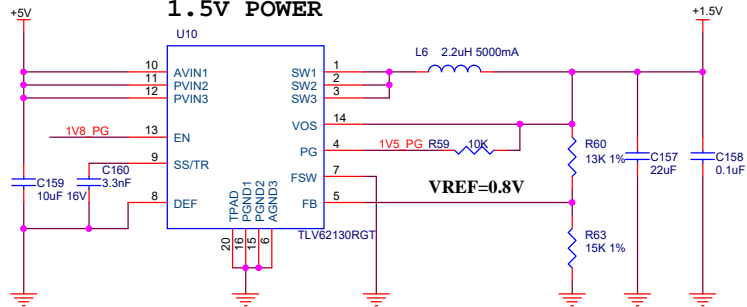 1.5V POWER
+5V
+1.5V
U10
L6 2.2uH 5000mA
10 AVIN1 SW1 1
11 PVIN2 SW2 2
12 PVIN3 SW3 3
VOS 14
1V8_PG 13 EN
PG 4 1V5_PG R59 10K
R60
13K 1%
9 SS/TR
FSW 7
C160
3.3nF
C159
10uF 16V
C157
22uF
C158
0.1uF
8 DEF
FB 5
VREF=0.8V
TPAD
PGND1
PGND2
AGND3
20
16
15
6
TLV62130RGT
R63
15K 1%